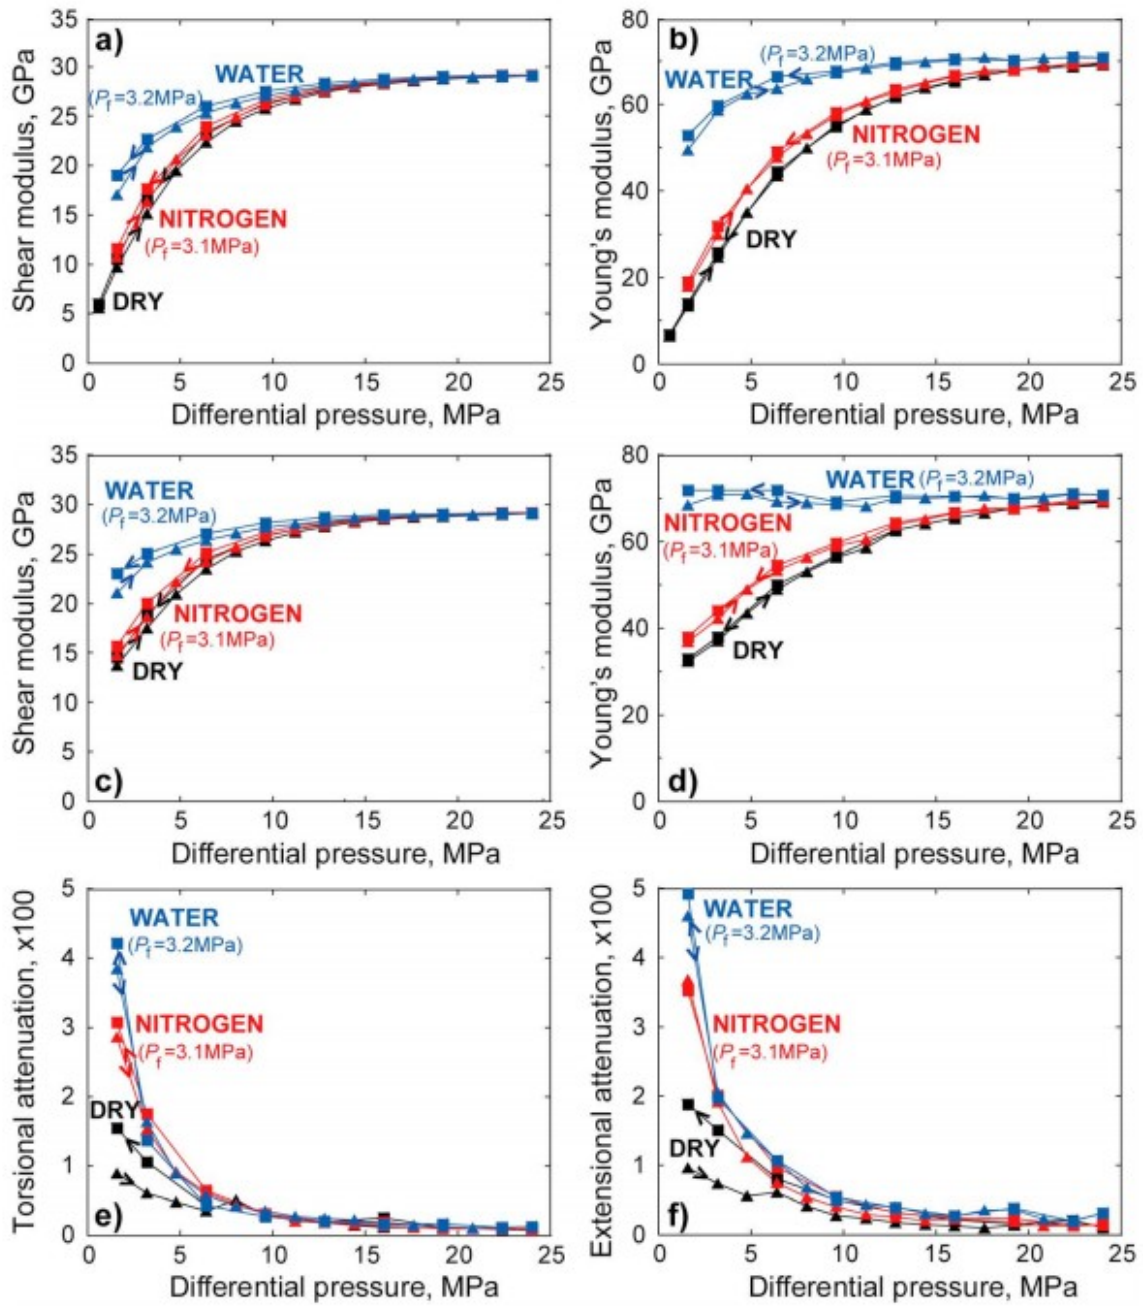 a)
35
30
25
20
15
10
5
0
Shear modulus, GPa
WATER
(Pf=3.2MPa)
NITROGEN
(Pf=3.1MPa)
DRY
0 5 10 15 20 25
Differential pressure, MPa
b)
80
60
40
20
0
Young's modulus, GPa
(Pf=3.2MPa)
WATER
NITROGEN
(Pf=3.1MPa)
DRY
0 5 10 15 20 25
Differential pressure, MPa
35
30
25
20
15
10
5
0
Shear modulus, GPa
WATER
(Pf=3.2MPa)
NITROGEN
(Pf=3.1MPa)
DRY
c)
0 5 10 15 20 25
Differential pressure, MPa
80
60
40
20
0
Young's modulus, GPa
WATER (Pf=3.2MPa)
NITROGEN
(Pf=3.1MPa)
DRY
d)
0 5 10 15 20 25
Differential pressure, MPa
5
4
3
2
1
0
Torsional attenuation, x100
WATER
(Pf=3.2MPa)
NITROGEN
(Pf=3.1MPa)
DRY
e)
0 5 10 15 20 25
Differential pressure, MPa
5
4
3
2
1
0
Extensional attenuation, x100
WATER
(Pf=3.2MPa)
NITROGEN
(Pf=3.1MPa)
DRY
f)
0 5 10 15 20 25
Differential pressure, MPa